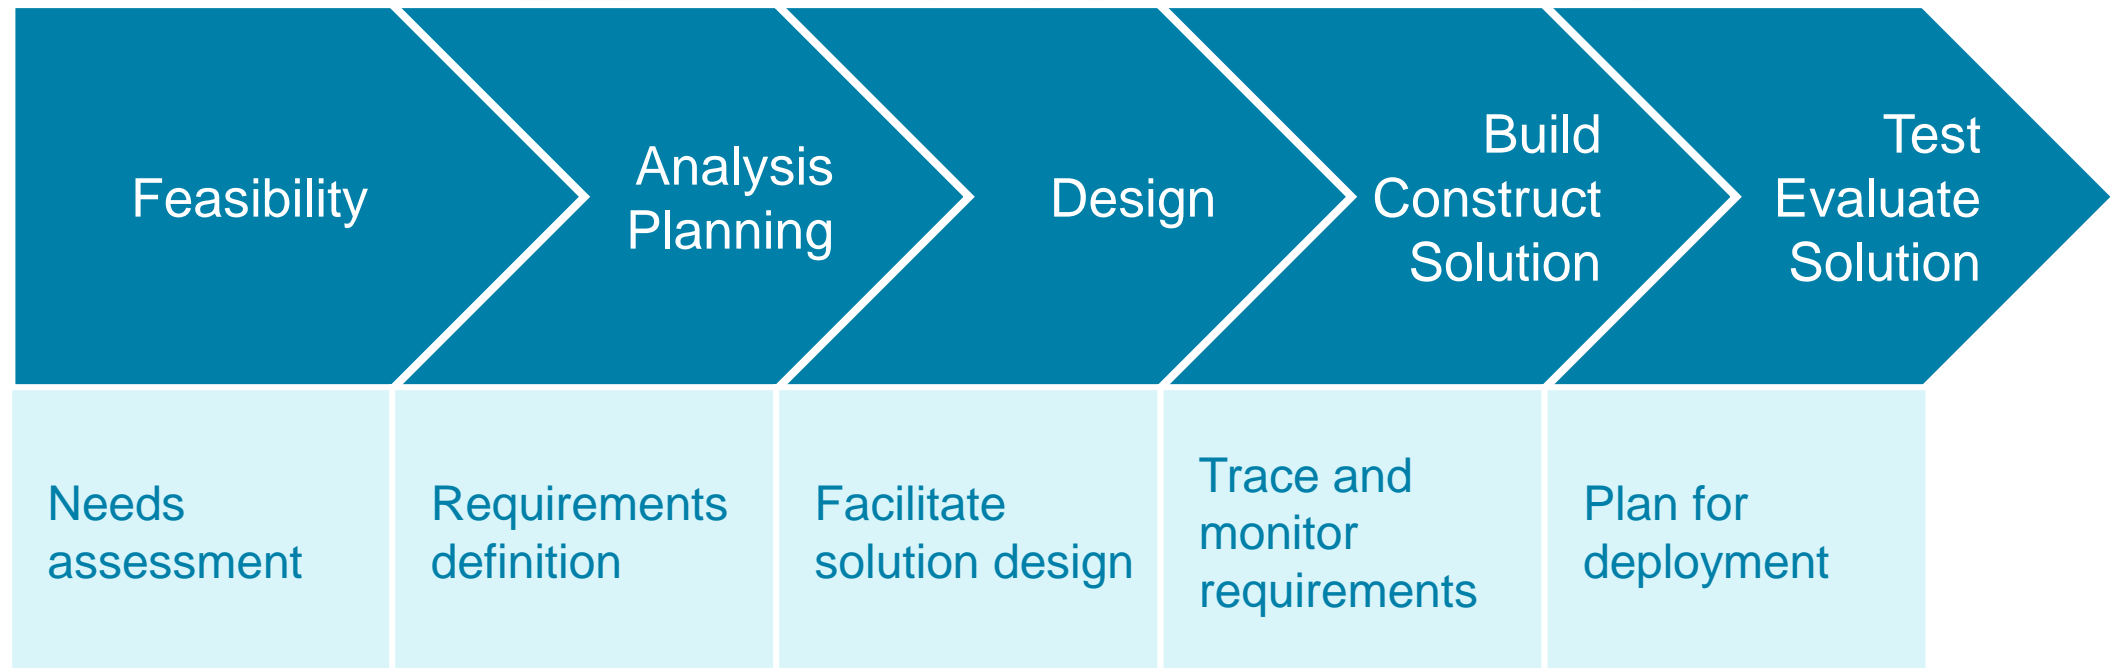 Feasibility
Analysis
Planning
Design
Build
Construct
Solution
Test
Evaluate
Solution
Needs
assessment
Requirements
definition
Facilitate
solution design
Trace and
monitor
requirements
Plan for
deployment